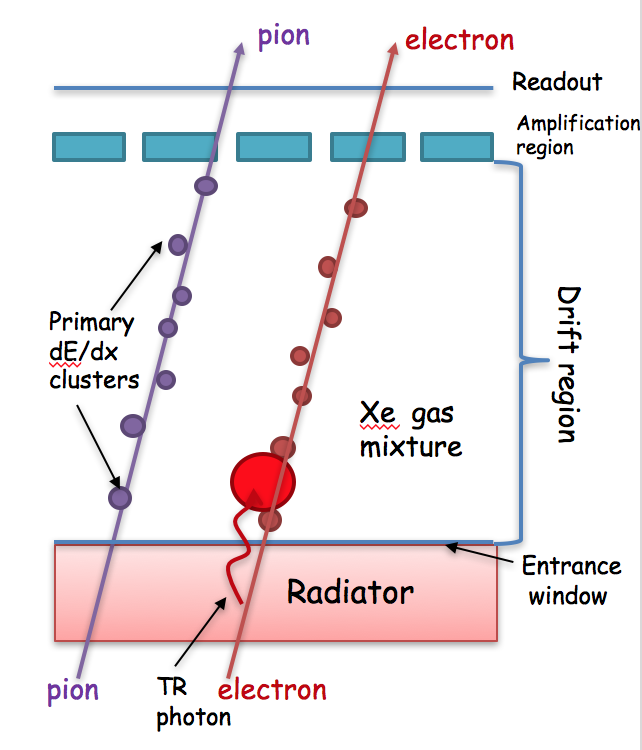 pion
electron
Readout
Amplification
region
Primary
dE/dx
clusters
Drift region
Xe gas
mixture
Entrance
window
Radiator
pion
TR
photon
electron